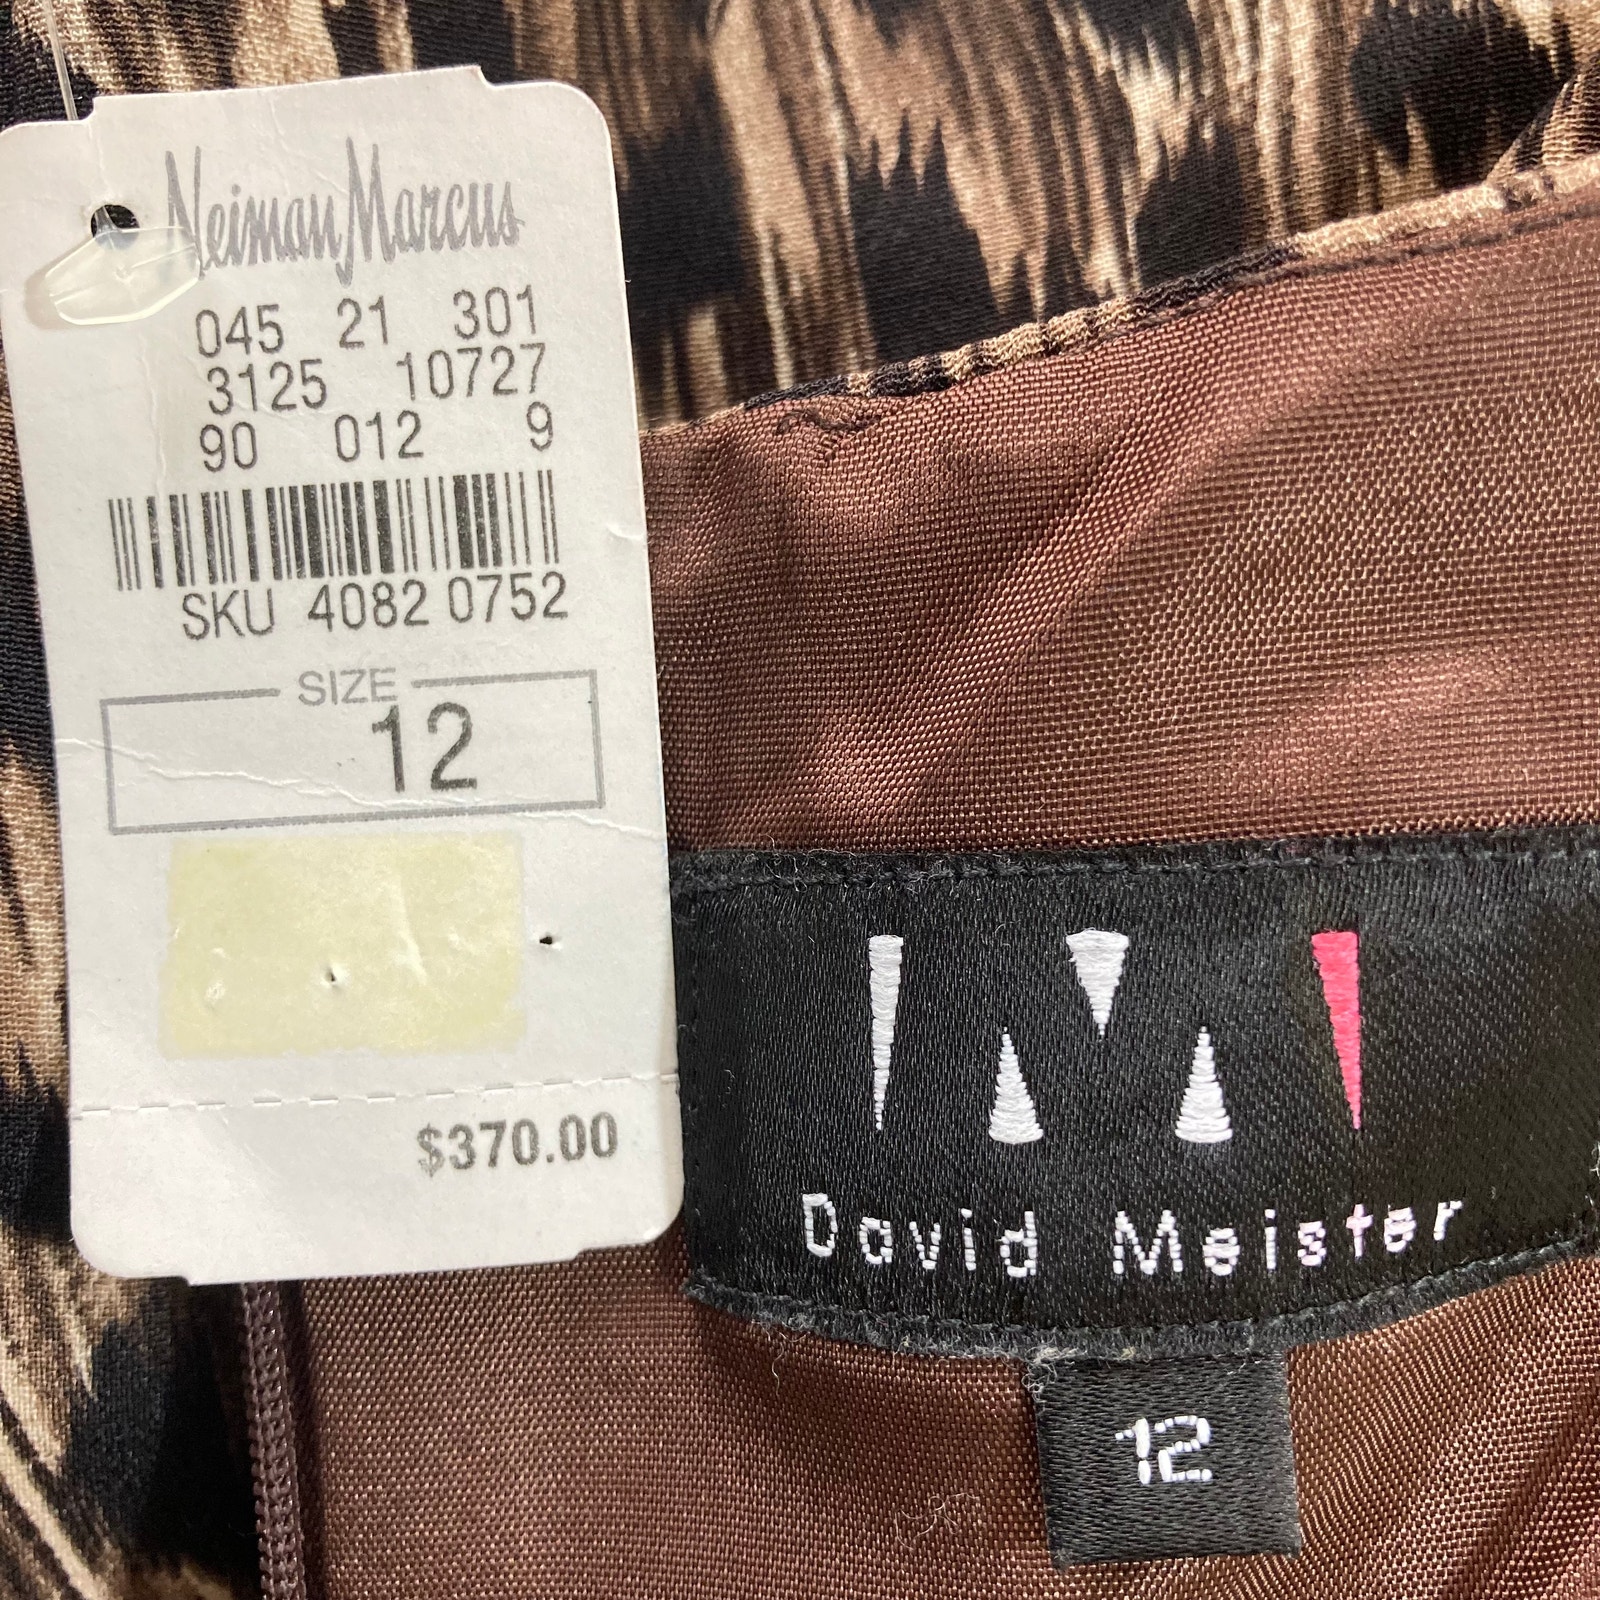 Neiman Marcus
045 21 301
3125 10727
90 012 9
SKU 4082 0752
SIZE
12
$370.00
M
David Meister
12